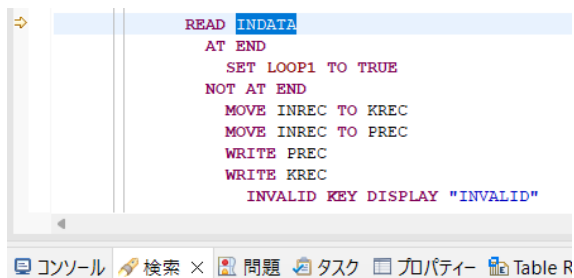 READ INDATA
AT END
SET LOOP1 TO TRUE
NOT AT END
MOVE INREC TO KREC
MOVE INREC TO PREC
WRITE PREC
WRITE KREC
INVALID KEY DISPLAY "INVALID"
コンソール 検索 × 問題 タスク プロパティー Table R